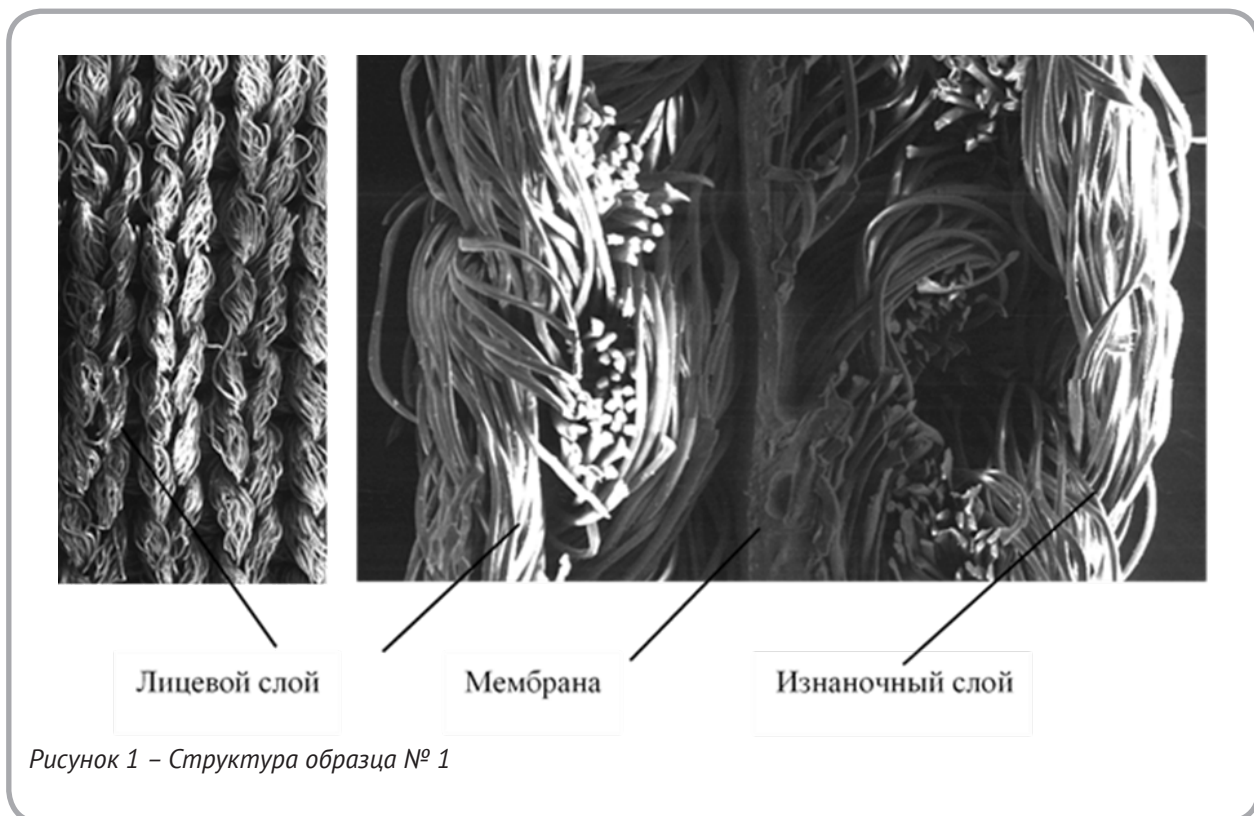 Лицевой слой
Мембрана
Изнаночный слой
Рисунок 1 – Структура образца № 1